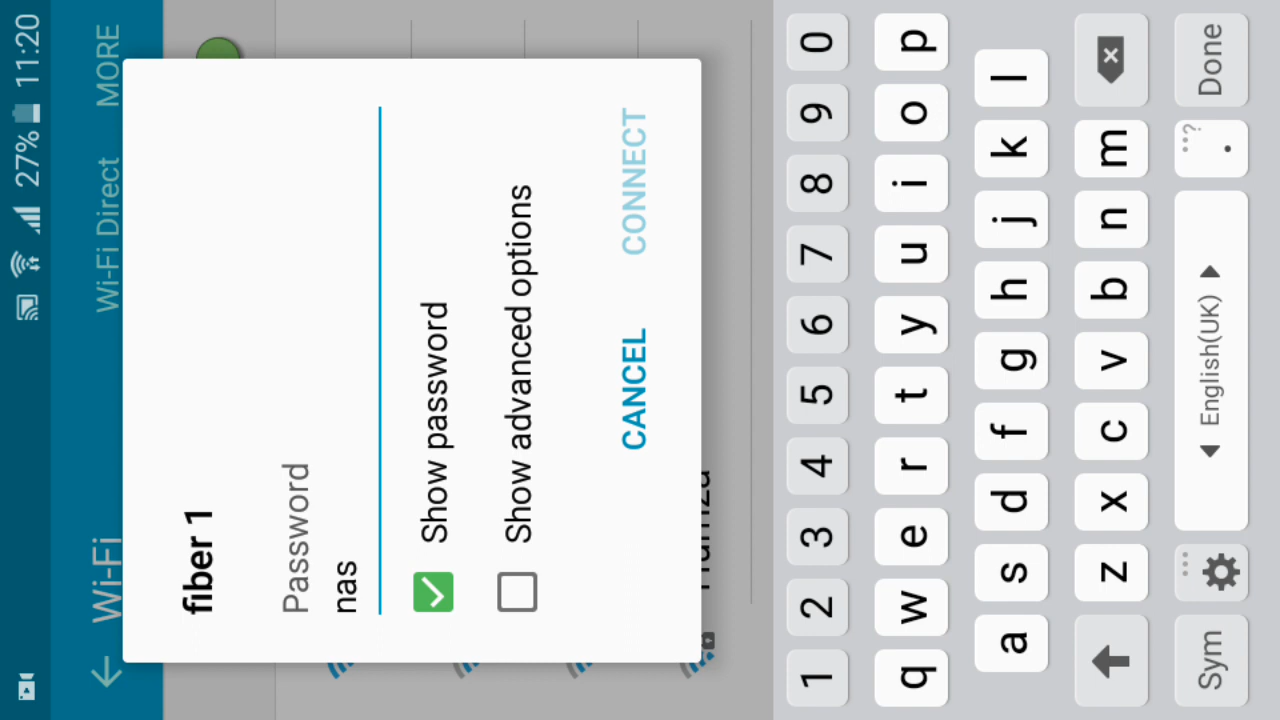 27% 11:20
Wi-Fi Wi-Fi Direct MORE
fiber 1
Password
nas
Show password
Show advanced options
CANCEL CONNECT
1 2 3 4 5 6 7 8 9 0
q w e r t y u i o p
a s d f g h j k l
z x c v b n m
Sym English(UK) . Done